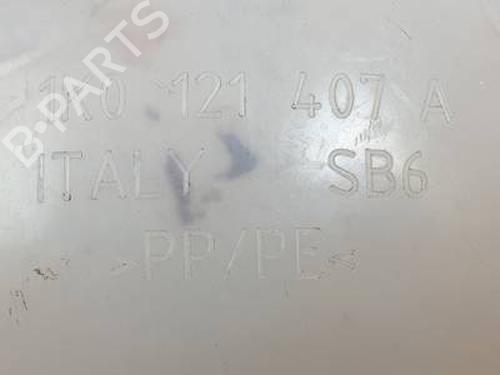 B-PARTS
1K0 121 407 A
ITALY SB6
>PP/PE<